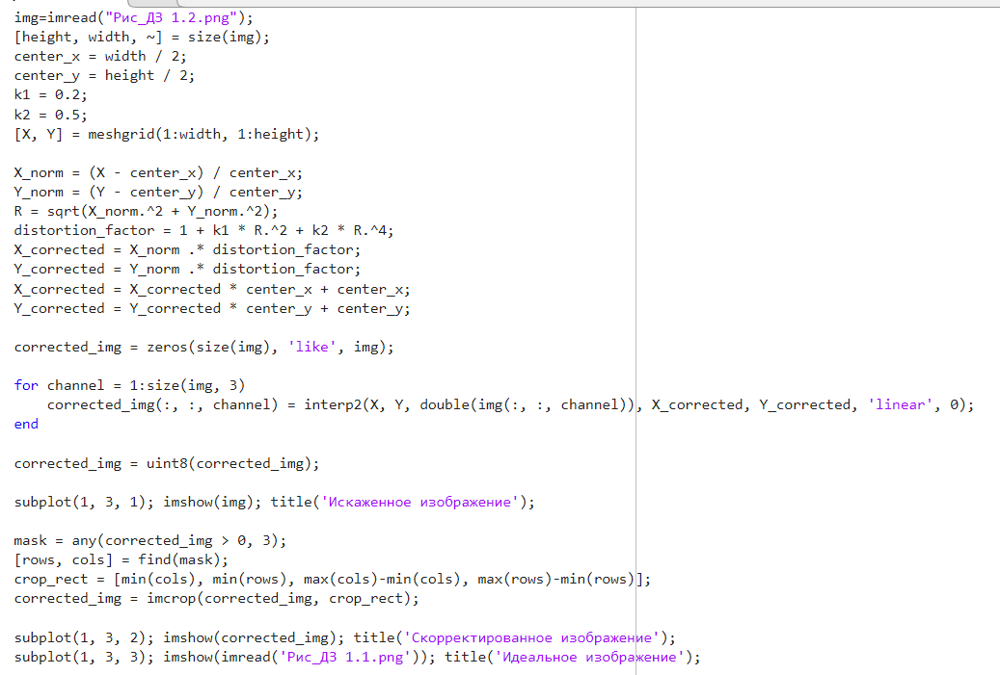 img=imread("Рис_ДЗ 1.2.png");
[height, width, ~] = size(img);
center_x = width / 2;
center_y = height / 2;
k1 = 0.2;
k2 = 0.5;
[X, Y] = meshgrid(1:width, 1:height);
X_norm = (X - center_x) / center_x;
Y_norm = (Y - center_y) / center_y;
R = sqrt(X_norm.^2 + Y_norm.^2);
distortion_factor = 1 + k1 * R.^2 + k2 * R.^4;
X_corrected = X_norm .* distortion_factor;
Y_corrected = Y_norm .* distortion_factor;
X_corrected = X_corrected * center_x + center_x;
Y_corrected = Y_corrected * center_y + center_y;
corrected_img = zeros(size(img), 'like', img);
for channel = 1:size(img, 3)
    corrected_img(:, :, channel) = interp2(X, Y, double(img(:, :, channel)), X_corrected, Y_corrected, 'linear', 0);
end
corrected_img = uint8(corrected_img);
subplot(1, 3, 1); imshow(img); title('Искаженное изображение');
mask = any(corrected_img > 0, 3);
[rows, cols] = find(mask);
crop_rect = [min(cols), min(rows), max(cols)-min(cols), max(rows)-min(rows)];
corrected_img = imcrop(corrected_img, crop_rect);
subplot(1, 3, 2); imshow(corrected_img); title('Скорректированное изображение');
subplot(1, 3, 3); imshow(imread('Рис_ДЗ 1.1.png')); title('Идеальное изображение');